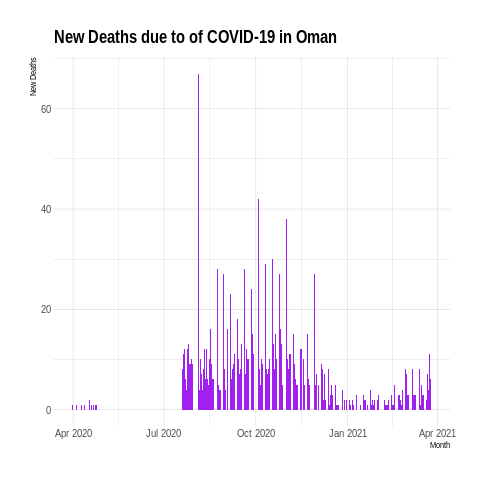 New Deaths due to of COVID-19 in Oman
New Deaths
60
40
20
0
Apr 2020 Jul 2020 Oct 2020 Jan 2021 Apr 2021
Month